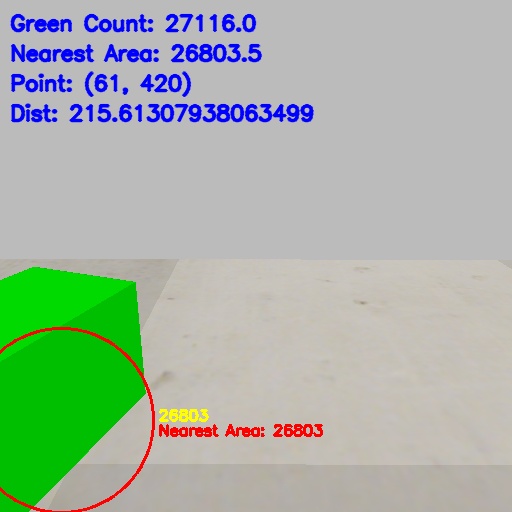 Green Count: 27116.0
Nearest Area: 26803.5
Point: (61, 420)
Dist: 215.61307938063499
26803
Nearest Area: 26803